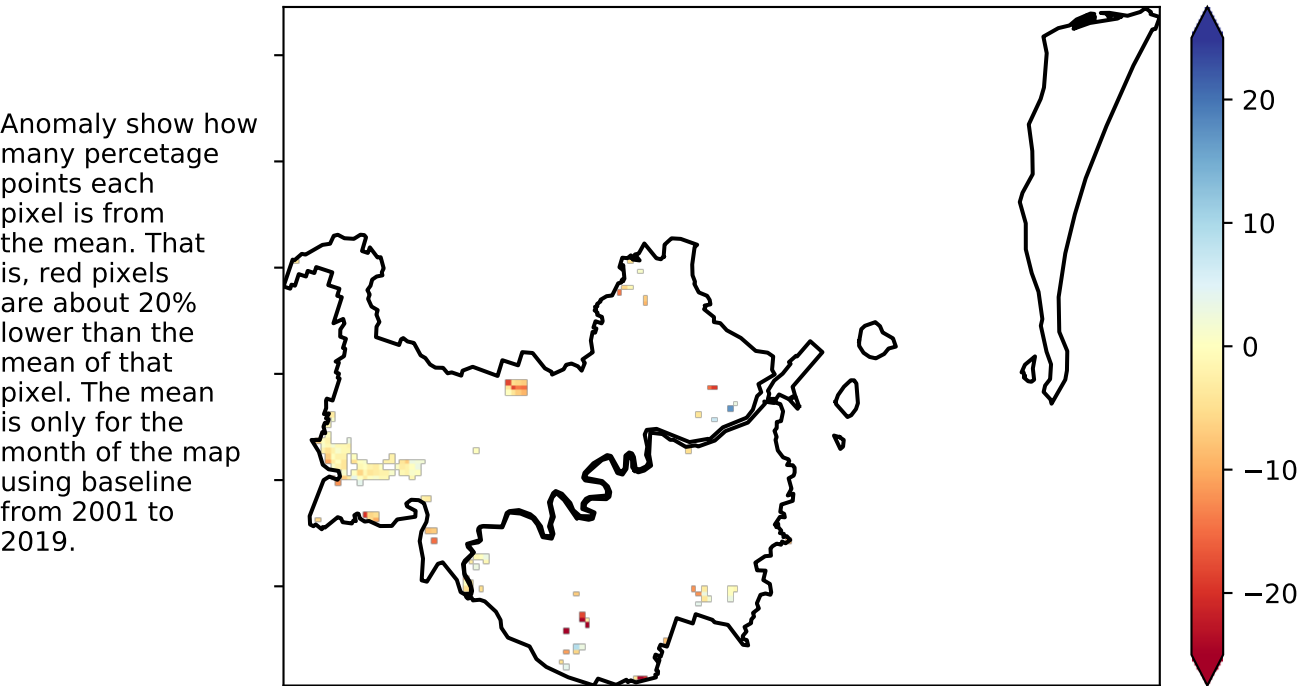 Anomaly show how
many percetage
points each
pixel is from
the mean. That
is, red pixels
are about 20%
lower than the
mean of that
pixel. The mean
is only for the
month of the map
using baseline
from 2001 to
2019.
20
10
0
−10
−20